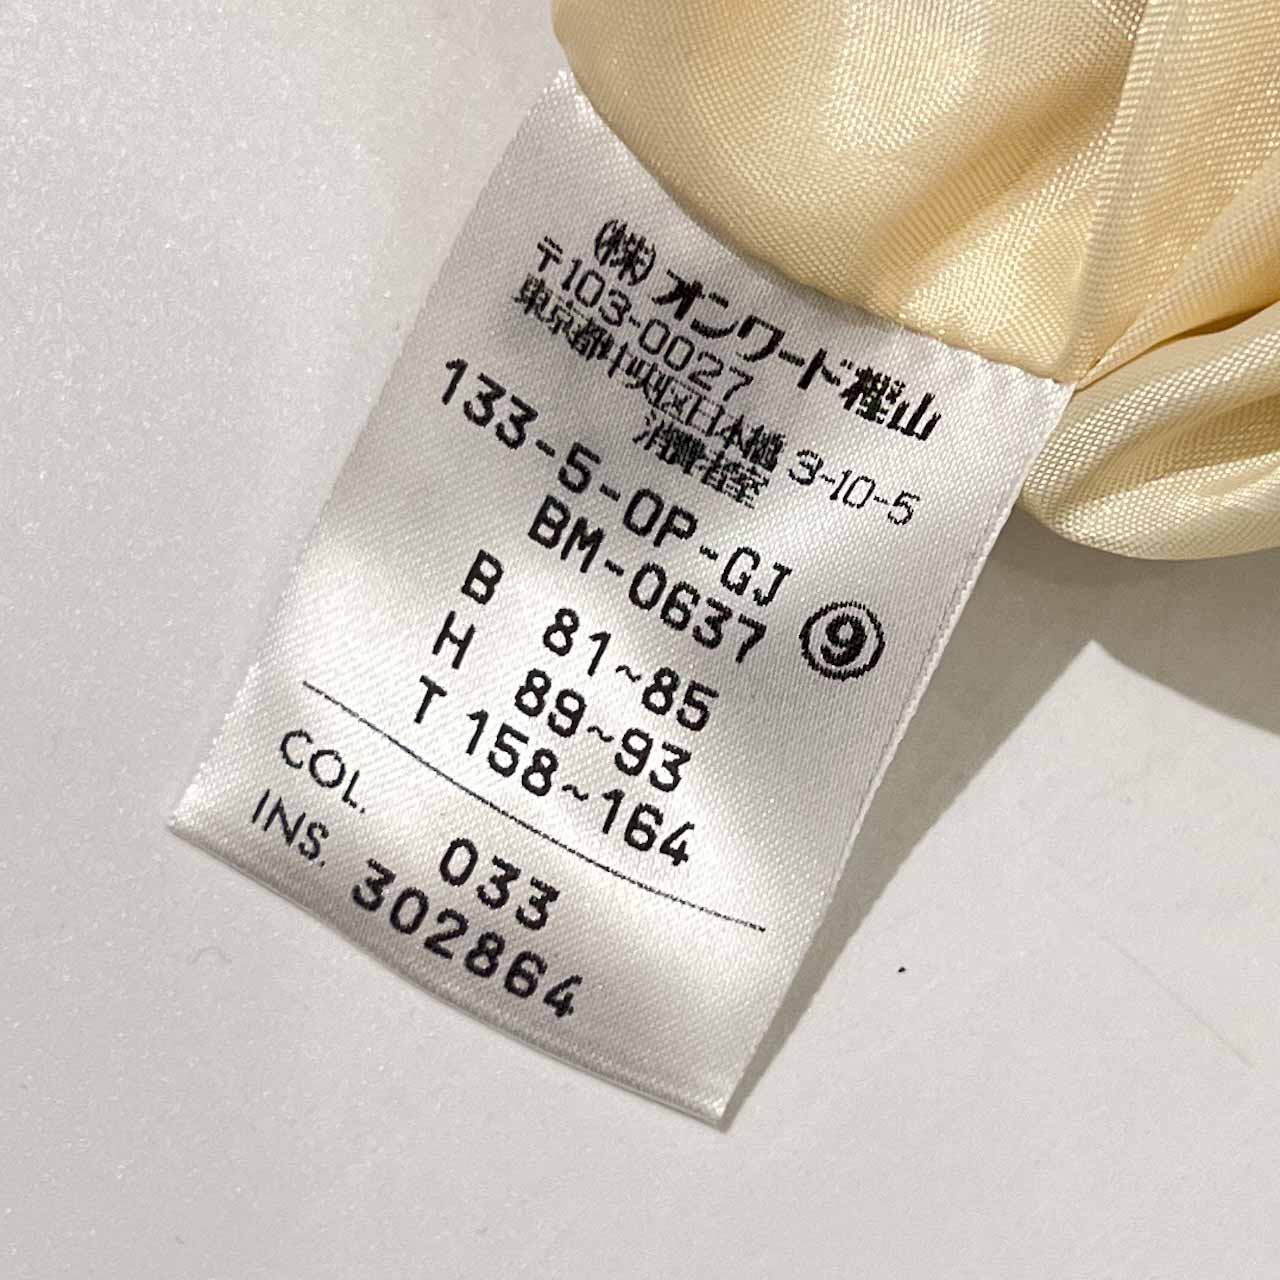 (株)オンワード樫山
〒103-0027
東京都中央区日本橋 3-10-5
消費者室
133-5-OP-GJ
BM-0637 ⑨
B 81~85
H 89~93
T 158~164
COL. 033
INS. 302864